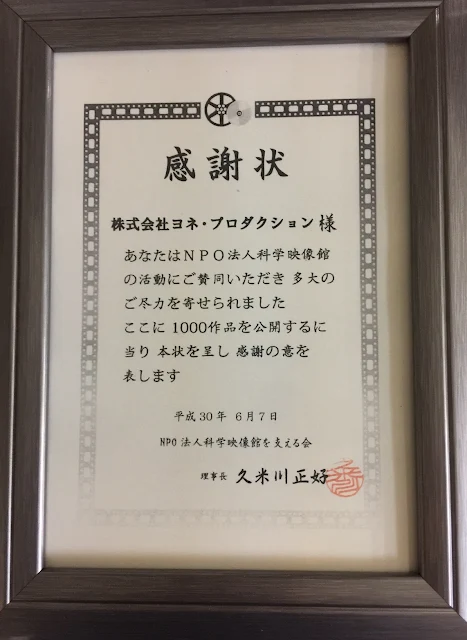 感謝状
株式会社ヨネ・プロダクション 様
あなたはNPO法人科学映像館
の活動にご賛同いただき 多大の
ご尽力を寄せられました
ここに 1000作品を公開するに
当り 本状を呈し 感謝の意を
表します
平成30年 6月7日
NPO法人科学映像館を支える会
理事長 久米川正好